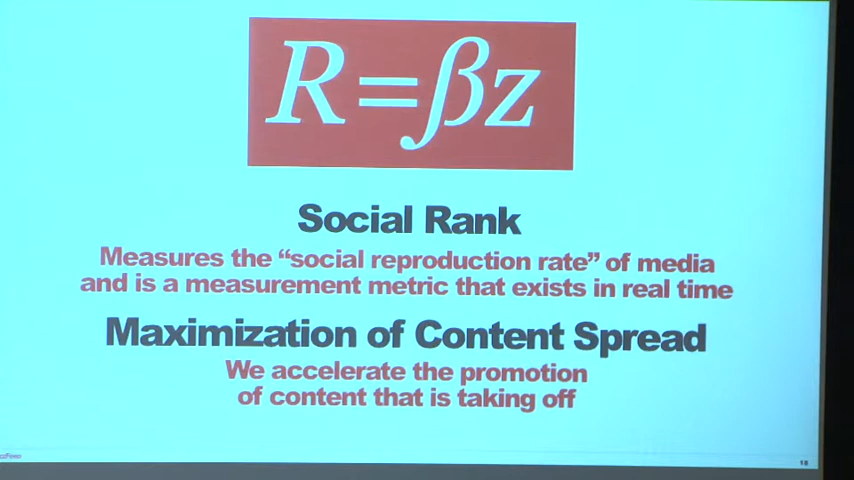 R=βz
Social Rank
Measures the “social reproduction rate” of media
and is a measurement metric that exists in real time
Maximization of Content Spread
We accelerate the promotion
of content that is taking off
18